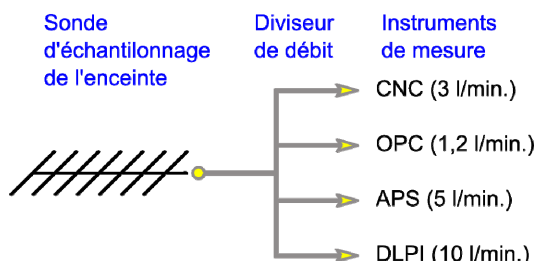 Sonde
d'échantilonnage
de l'enceinte
Diviseur
de débit
Instruments
de mesure
CNC (3 l/min.)
OPC (1,2 l/min.)
APS (5 l/min.)
DLPI (10 l/min.)